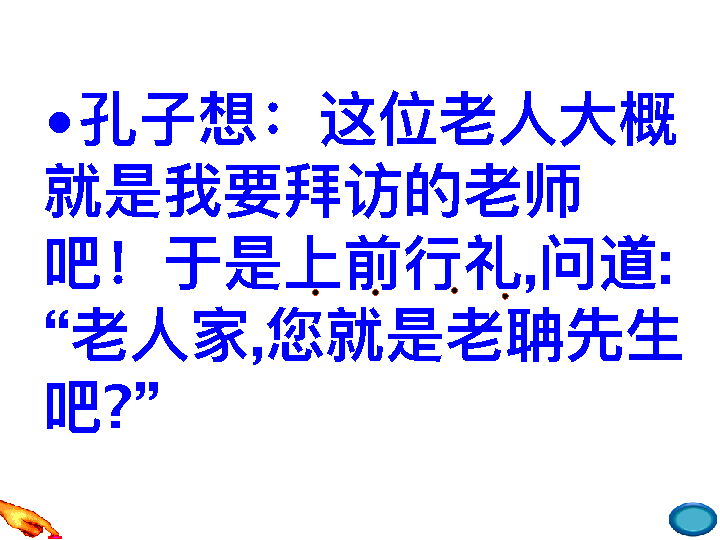 •孔子想：这位老人大概
就是我要拜访的老师
吧！于是上前行礼,问道:
“老人家,您就是老聃先生
吧?”